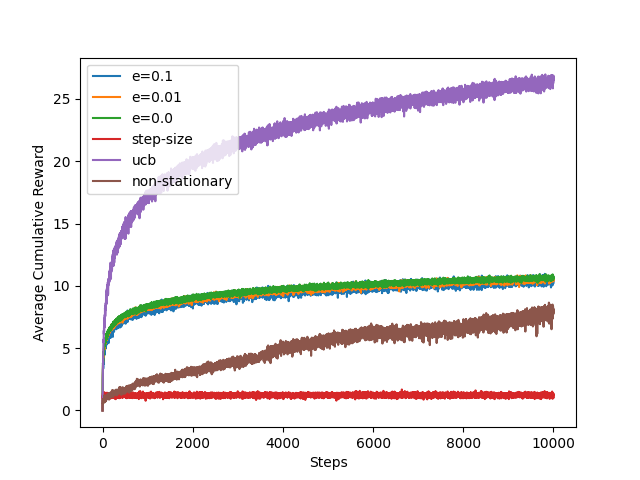 e=0.1
e=0.01
e=0.0
step-size
ucb
non-stationary
Average Cumulative Reward
25
20
15
10
5
0
0 2000 4000 6000 8000 10000
Steps